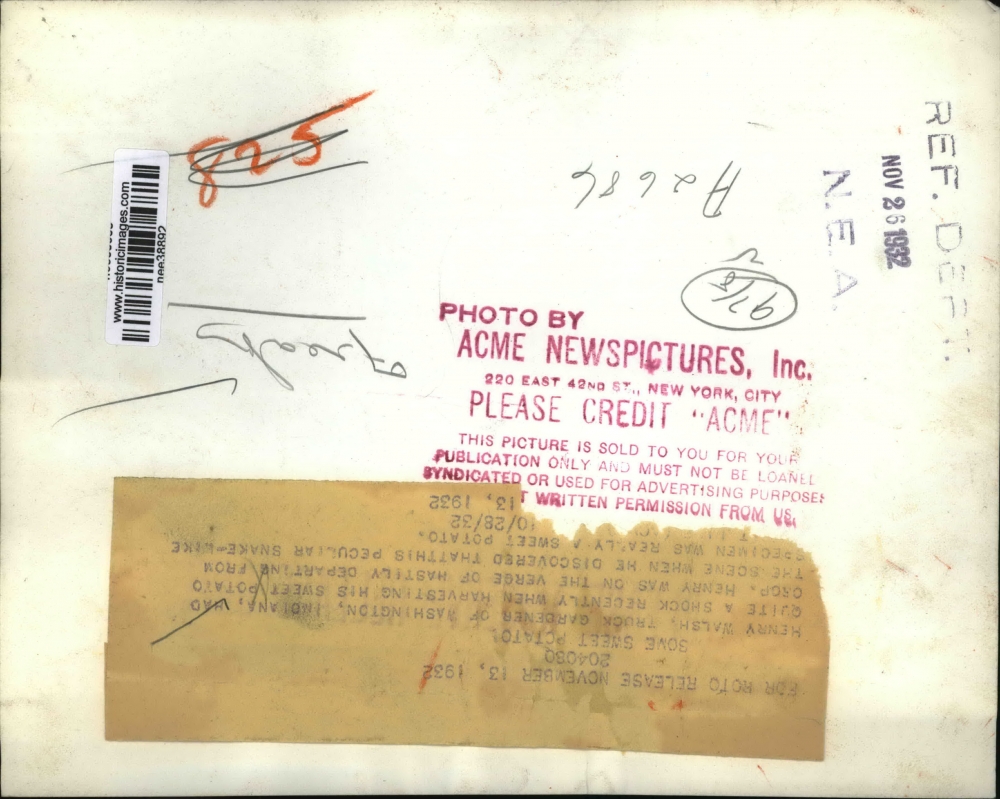 825
www.historicimages.com
nee38892
A2686
REF. DEPT.
NOV 26 1932
N.E.A.
Freaks
PHOTO BY
ACME NEWSPICTURES, Inc.
220 EAST 42ND ST., NEW YORK, CITY
PLEASE CREDIT "ACME"
THIS PICTURE IS SOLD TO YOU FOR YOUR
PUBLICATION ONLY AND MUST NOT BE LOANED
SYNDICATED OR USED FOR ADVERTISING PURPOSES
T WRITTEN PERMISSION FROM US.
FOR ROTO RELEASE NOVEMBER 13, 1932
204080
SOME SWEET POTATO!
HENRY WALSH, TRUCK GARDENER OF WASHINGTON, INDIANA, HAD
QUITE A SHOCK RECENTLY WHEN HARVESTING HIS SWEET POTATO
CROP. HENRY WAS ON THE VERGE OF HASTILY DEPARTING FROM
THE SCENE WHEN HE DISCOVERED THATTHIS PECULIAR SNAKE-LIKE
SPECIMEN WAS REALLY A SWEET POTATO.
10/28/32
13, 1932